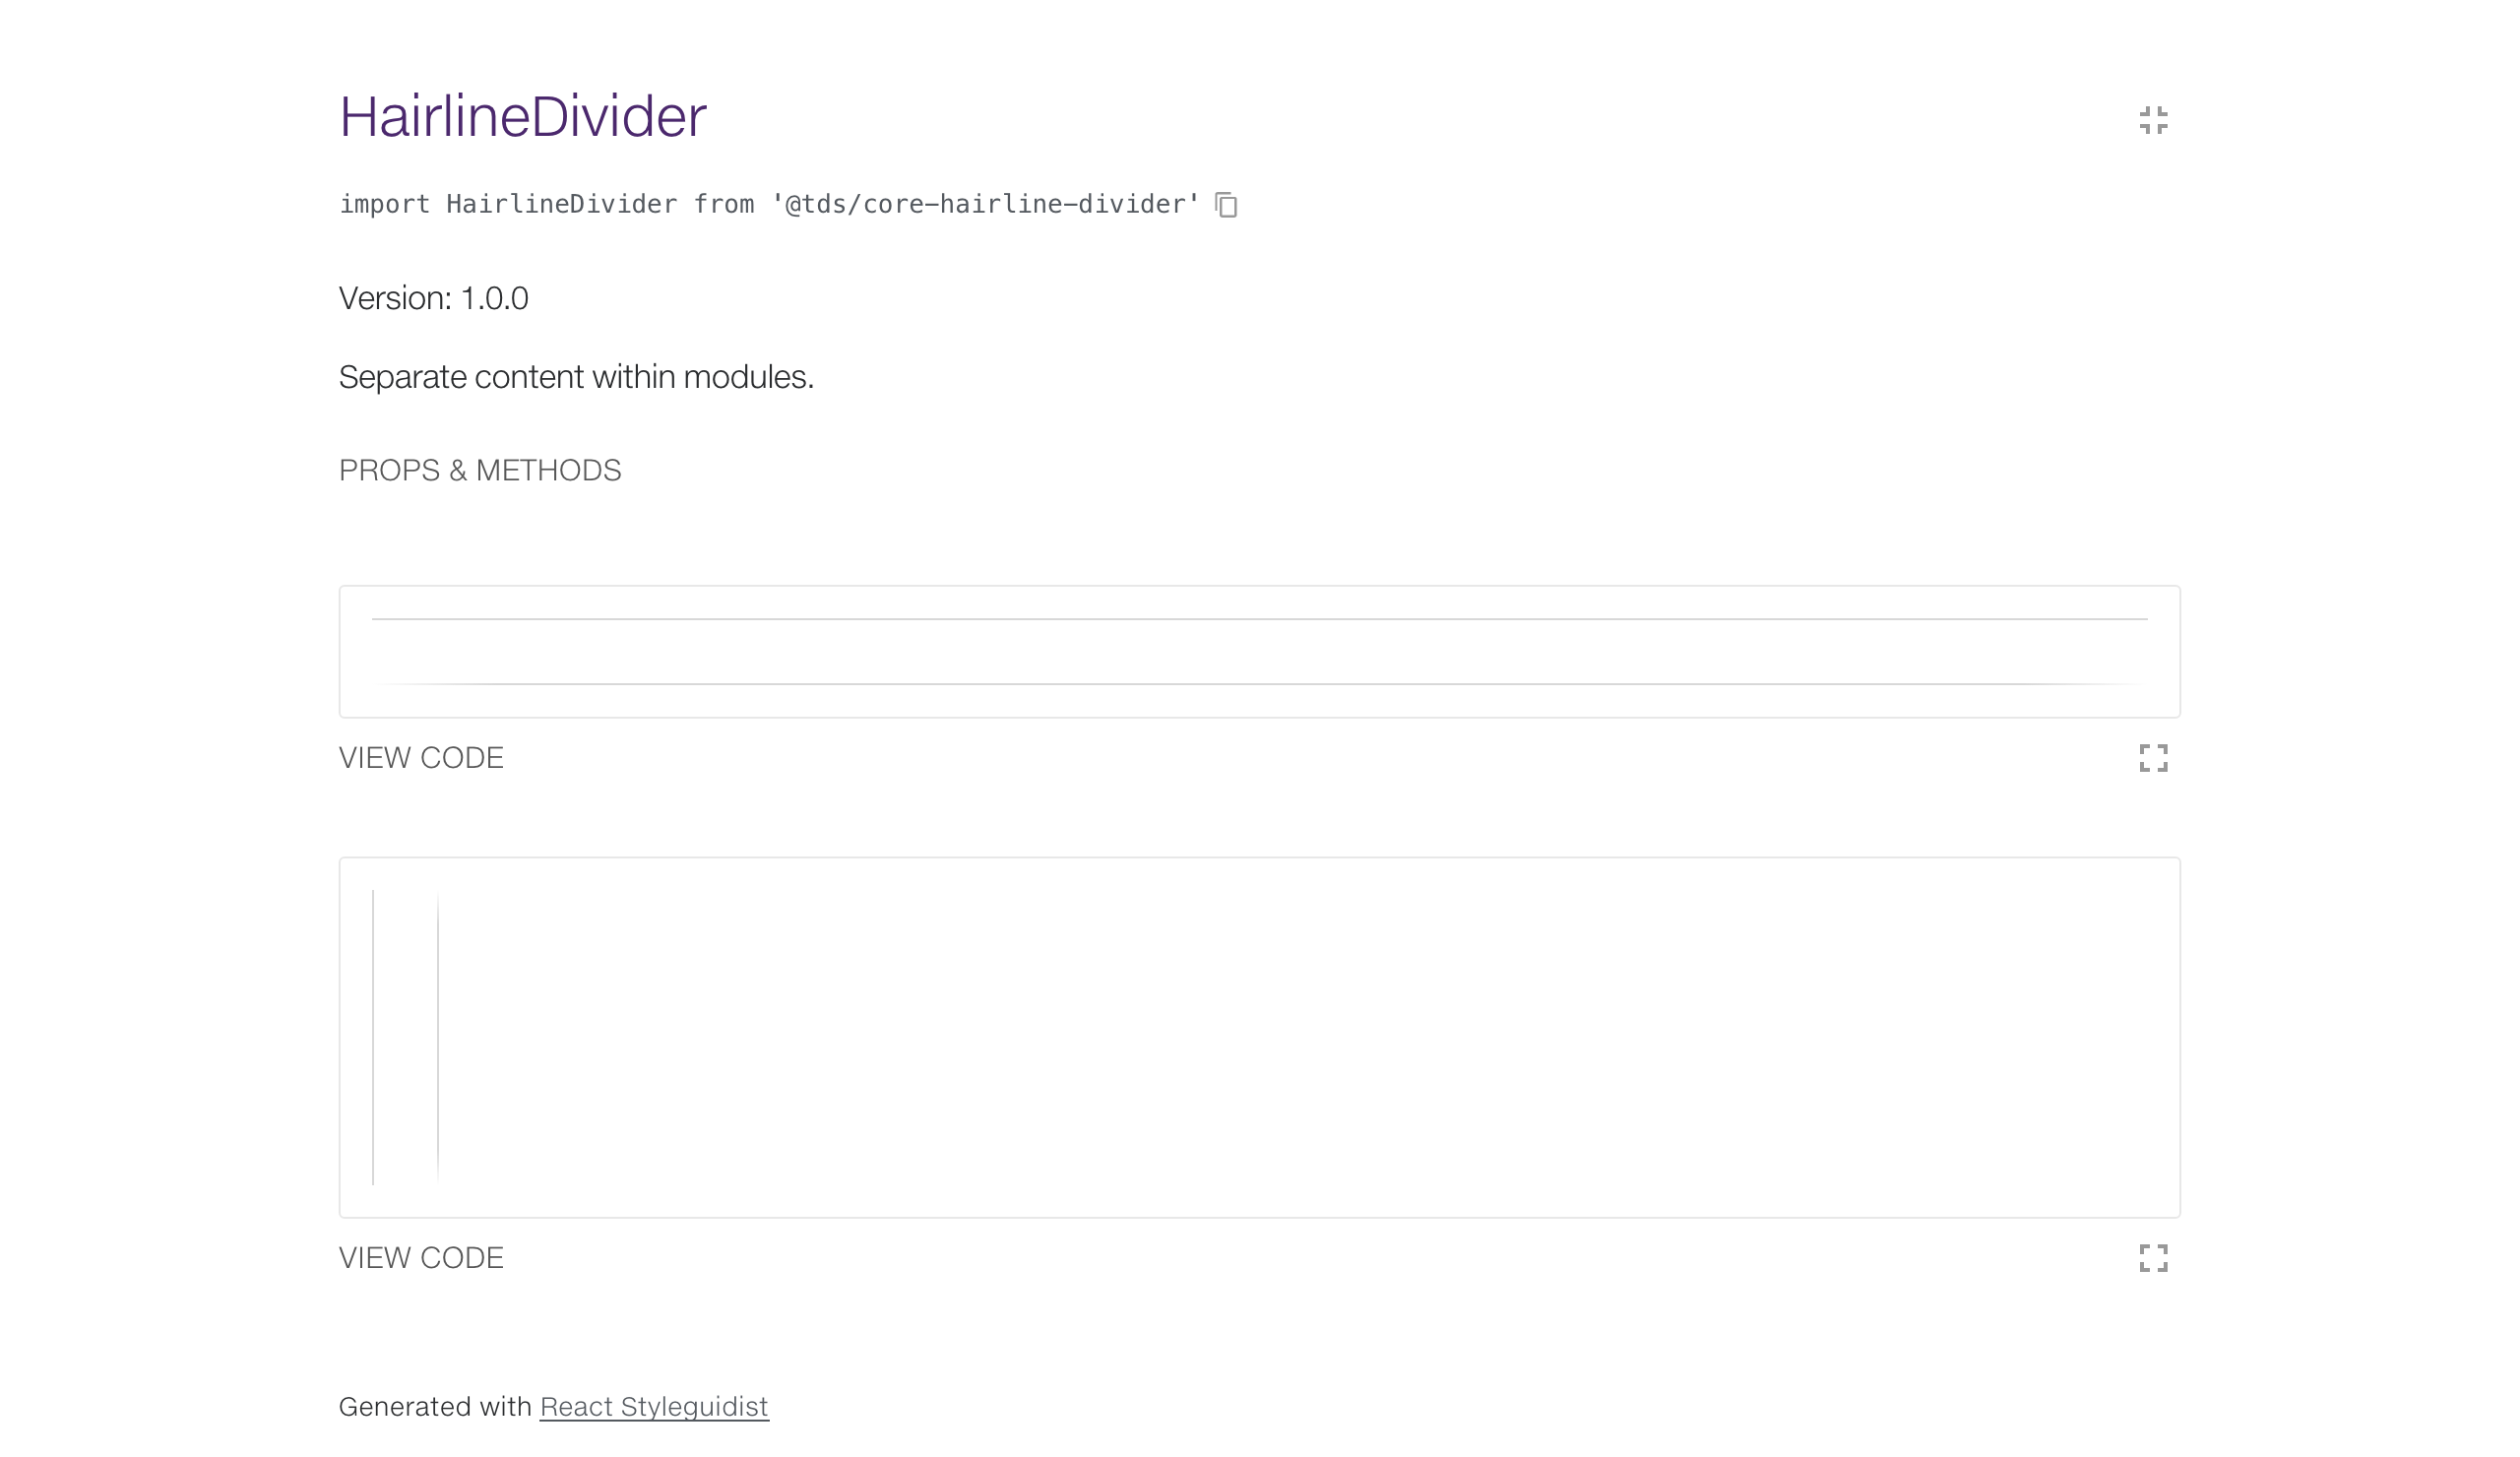 HairlineDivider
import HairlineDivider from '@tds/core-hairline-divider'
Version: 1.0.0
Separate content within modules.
PROPS & METHODS
VIEW CODE
VIEW CODE
Generated with React Styleguidist